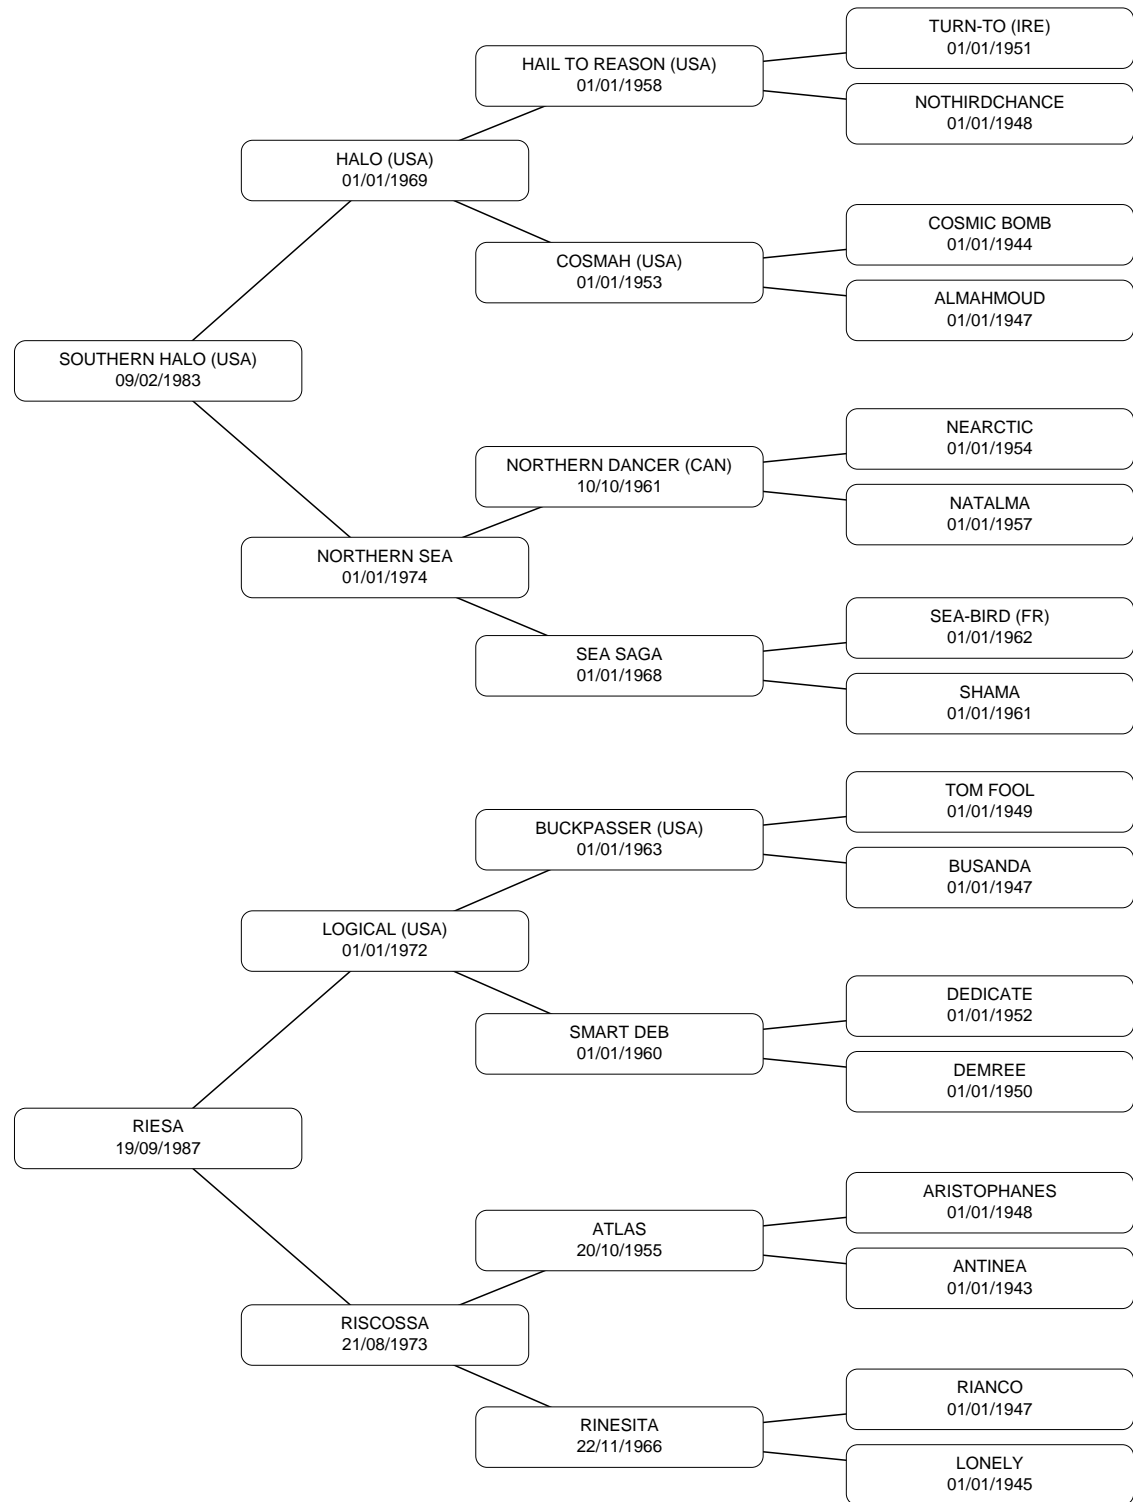 TURN-TO (IRE)
01/01/1951
HAIL TO REASON (USA)
01/01/1958
NOTHIRDCHANCE
01/01/1948
HALO (USA)
01/01/1969
COSMIC BOMB
01/01/1944
COSMAH (USA)
01/01/1953
ALMAHMOUD
01/01/1947
SOUTHERN HALO (USA)
09/02/1983
NEARCTIC
01/01/1954
NORTHERN DANCER (CAN)
10/10/1961
NATALMA
01/01/1957
NORTHERN SEA
01/01/1974
SEA-BIRD (FR)
01/01/1962
SEA SAGA
01/01/1968
SHAMA
01/01/1961
TOM FOOL
01/01/1949
BUCKPASSER (USA)
01/01/1963
BUSANDA
01/01/1947
LOGICAL (USA)
01/01/1972
DEDICATE
01/01/1952
SMART DEB
01/01/1960
DEMREE
01/01/1950
RIESA
19/09/1987
ARISTOPHANES
01/01/1948
ATLAS
20/10/1955
ANTINEA
01/01/1943
RISCOSSA
21/08/1973
RIANCO
01/01/1947
RINESITA
22/11/1966
LONELY
01/01/1945